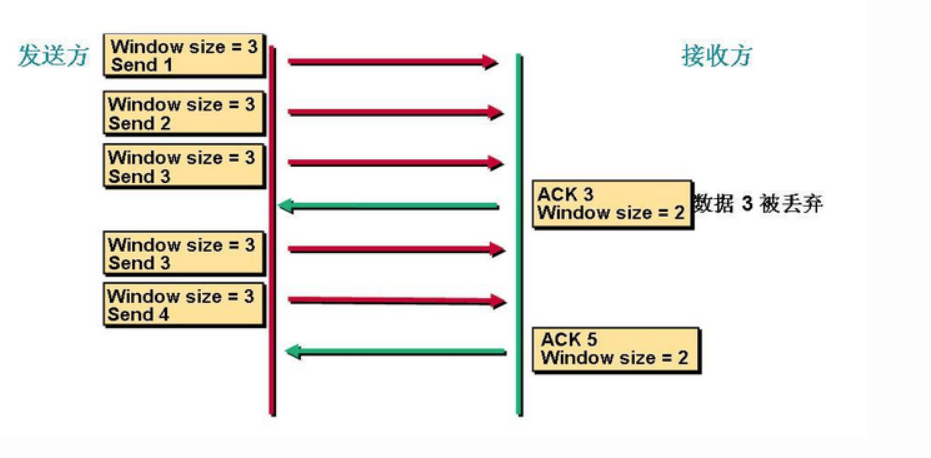 发送方
接收方
Window size = 3
Send 1
Window size = 3
Send 2
Window size = 3
Send 3
ACK 3
Window size = 2
数据 3 被丢弃
Window size = 3
Send 3
Window size = 3
Send 4
ACK 5
Window size = 2